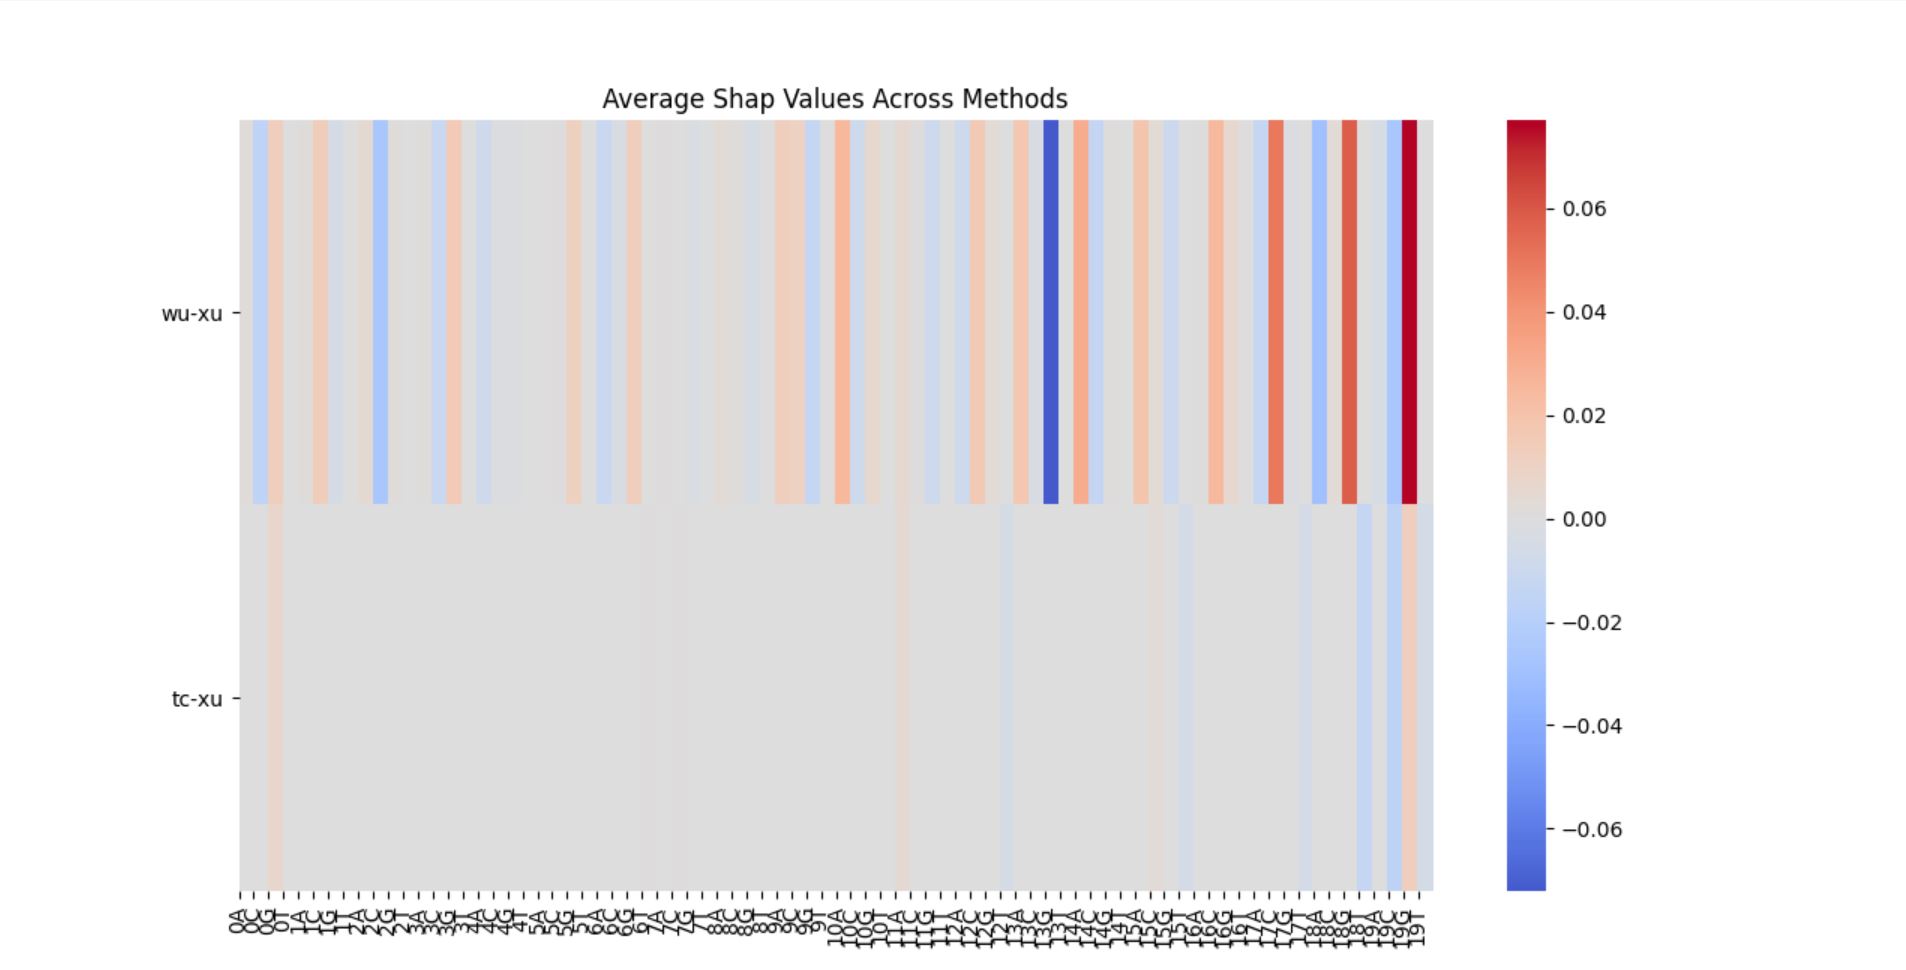 Average Shap Values Across Methods
wu-xu
tc-xu
0.06
0.04
0.02
0.00
−0.02
−0.04
−0.06
0A 0C 0G 0T 1A 1C 1G 1T 2A 2C 2G 2T 3A 3C 3G 3T 4A 4C 4G 4T 5A 5C 5G 5T 6A 6C 6G 6T 7A 7C 7G 7T 8A 8C 8G 8T 9A 9C 9G 9T 10A 10C 10G 10T 11A 11C 11G 11T 12A 12C 12G 12T 13A 13C 13G 13T 14A 14C 14G 14T 15A 15C 15G 15T 16A 16C 16G 16T 17A 17C 17G 17T 18A 18C 18G 18T 19A 19C 19G 19T